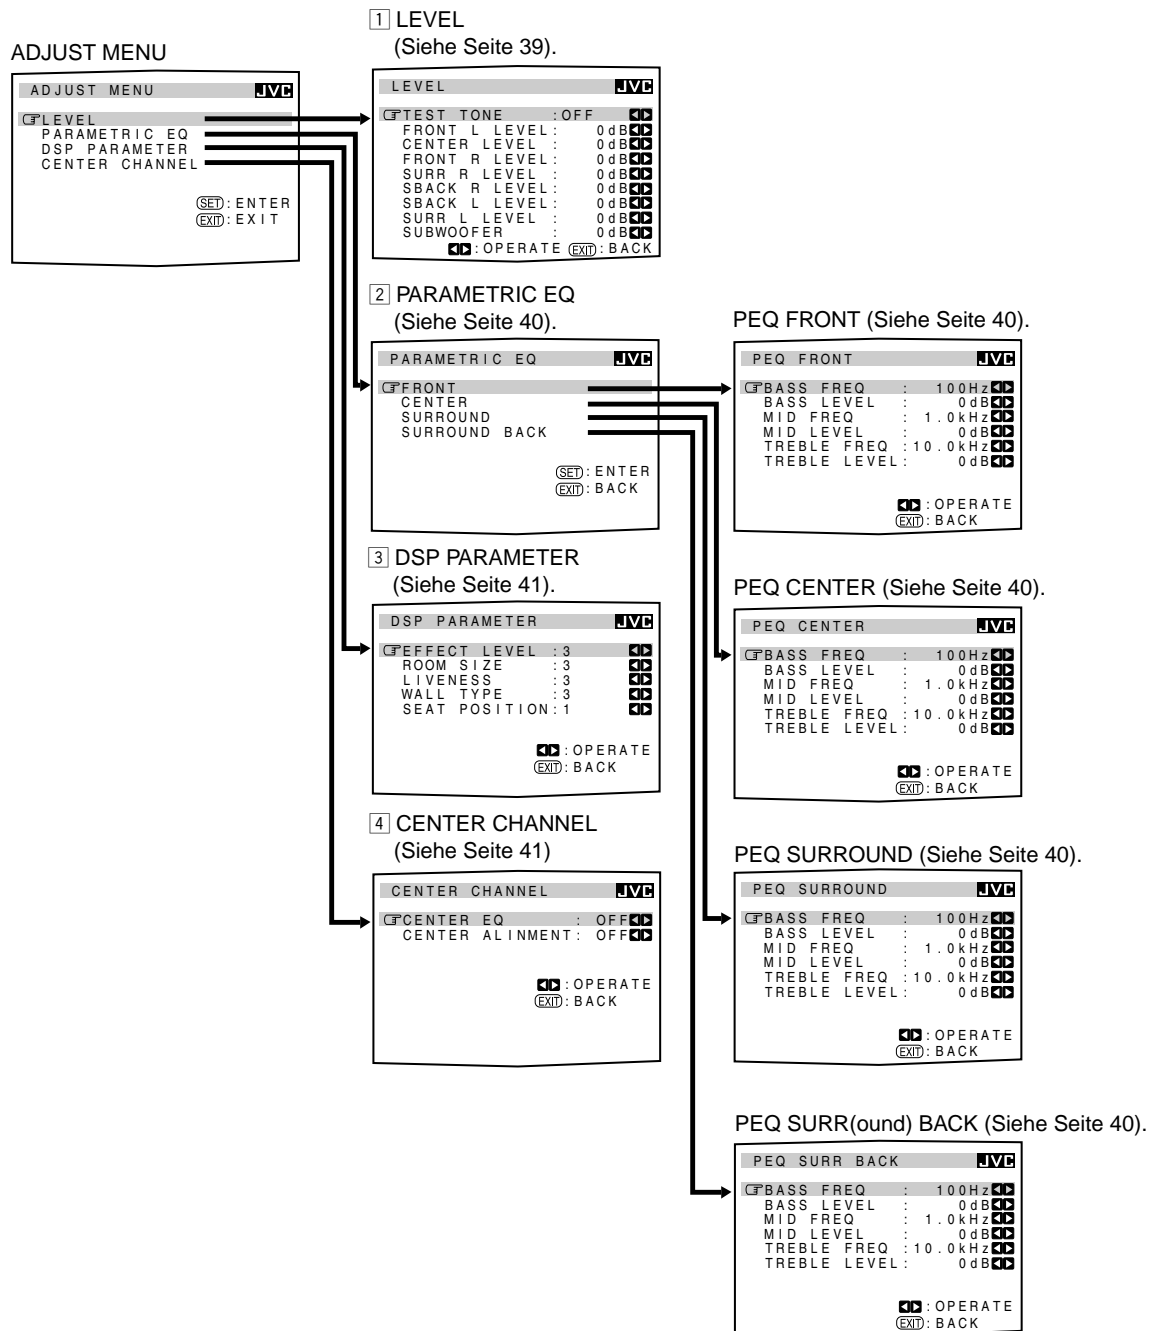 ADJUST MENU
ADJUST MENU JVC
LEVEL
PARAMETRIC EQ
DSP PARAMETER
CENTER CHANNEL
SET : ENTER
EXIT : EXIT
1 LEVEL
(Siehe Seite 39).
LEVEL JVC
TEST TONE : OFF
FRONT L LEVEL : 0dB
CENTER LEVEL : 0dB
FRONT R LEVEL : 0dB
SURR R LEVEL : 0dB
SBACK R LEVEL : 0dB
SBACK L LEVEL : 0dB
SURR L LEVEL : 0dB
SUBWOOFER : 0dB
: OPERATE EXIT : BACK
2 PARAMETRIC EQ
(Siehe Seite 40).
PARAMETRIC EQ JVC
FRONT
CENTER
SURROUND
SURROUND BACK
SET : ENTER
EXIT : BACK
PEQ FRONT (Siehe Seite 40).
PEQ FRONT JVC
BASS FREQ : 100Hz
BASS LEVEL : 0dB
MID FREQ : 1.0kHz
MID LEVEL : 0dB
TREBLE FREQ : 10.0kHz
TREBLE LEVEL : 0dB
: OPERATE
EXIT : BACK
3 DSP PARAMETER
(Siehe Seite 41).
DSP PARAMETER JVC
EFFECT LEVEL : 3
ROOM SIZE : 3
LIVENESS : 3
WALL TYPE : 3
SEAT POSITION : 1
: OPERATE
EXIT : BACK
PEQ CENTER (Siehe Seite 40).
PEQ CENTER JVC
BASS FREQ : 100Hz
BASS LEVEL : 0dB
MID FREQ : 1.0kHz
MID LEVEL : 0dB
TREBLE FREQ : 10.0kHz
TREBLE LEVEL : 0dB
: OPERATE
EXIT : BACK
4 CENTER CHANNEL
(Siehe Seite 41)
CENTER CHANNEL JVC
CENTER EQ : OFF
CENTER ALINMENT : OFF
: OPERATE
EXIT : BACK
PEQ SURROUND (Siehe Seite 40).
PEQ SURROUND JVC
BASS FREQ : 100Hz
BASS LEVEL : 0dB
MID FREQ : 1.0kHz
MID LEVEL : 0dB
TREBLE FREQ : 10.0kHz
TREBLE LEVEL : 0dB
: OPERATE
EXIT : BACK
PEQ SURR(ound) BACK (Siehe Seite 40).
PEQ SURR BACK JVC
BASS FREQ : 100Hz
BASS LEVEL : 0dB
MID FREQ : 1.0kHz
MID LEVEL : 0dB
TREBLE FREQ : 10.0kHz
TREBLE LEVEL : 0dB
: OPERATE
EXIT : BACK